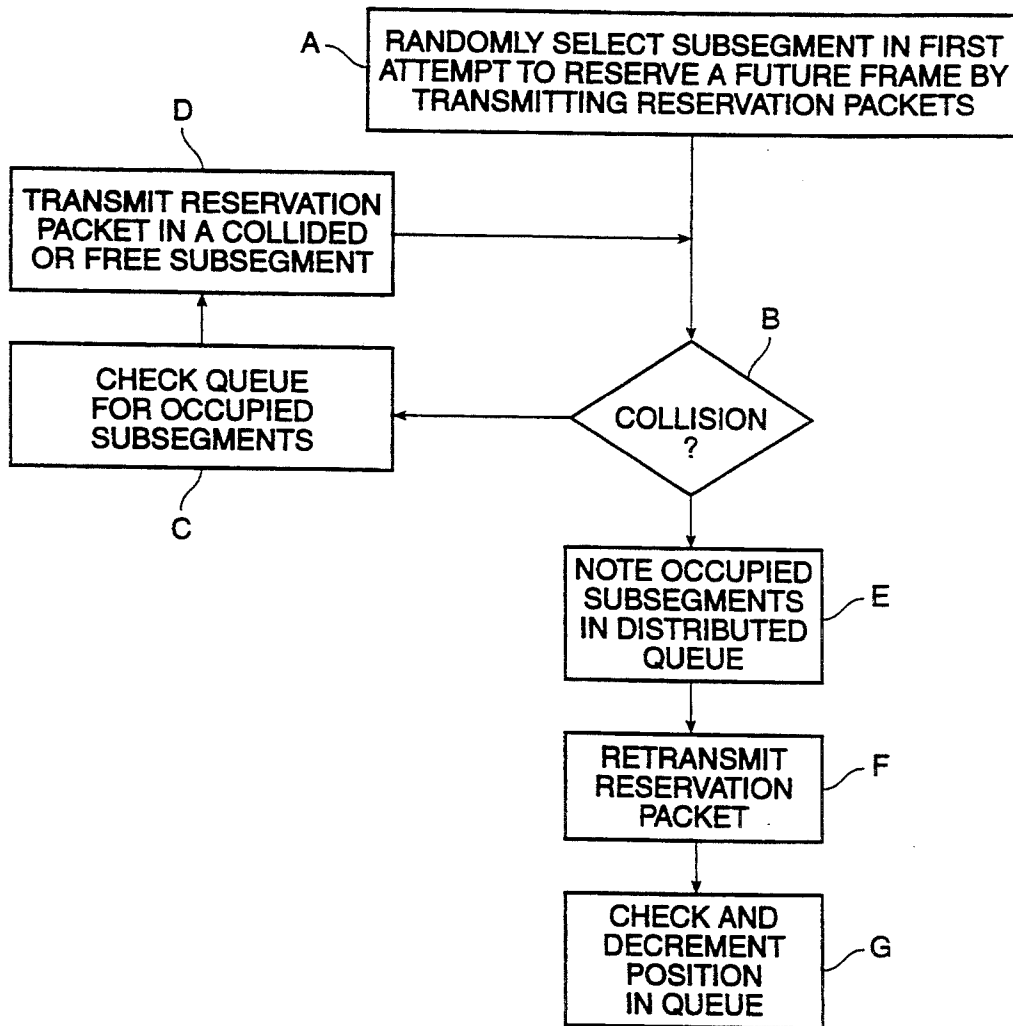 A
RANDOMLY SELECT SUBSEGMENT IN FIRST
ATTEMPT TO RESERVE A FUTURE FRAME BY
TRANSMITTING RESERVATION PACKETS
D
TRANSMIT RESERVATION
PACKET IN A COLLIDED
OR FREE SUBSEGMENT
B
COLLISION
?
CHECK QUEUE
FOR OCCUPIED
SUBSEGMENTS
C
NOTE OCCUPIED
SUBSEGMENTS
IN DISTRIBUTED
QUEUE
E
RETRANSMIT
RESERVATION
PACKET
F
CHECK AND
DECREMENT
POSITION
IN QUEUE
G